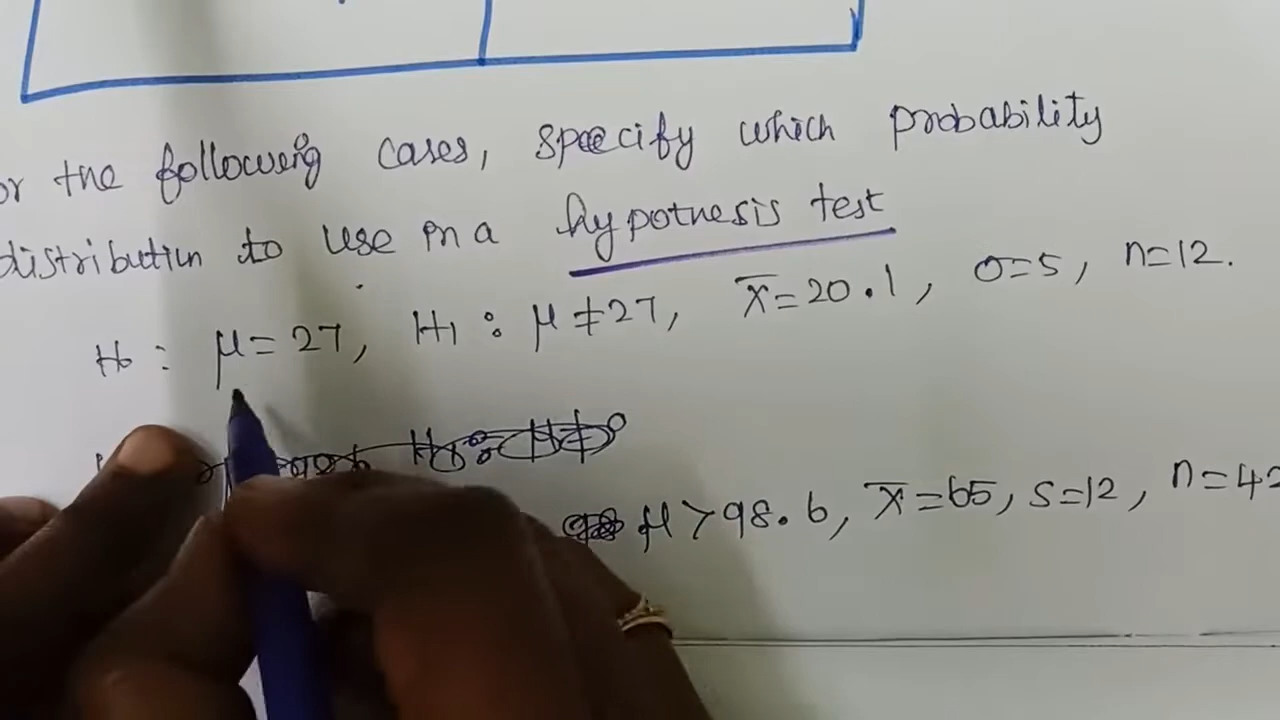 or the following cases, specify which probability
distribution to use in a hypothesis test
H₀ : μ = 27, H₁ : μ ≠ 27, x̄ = 20.1, σ = 5, n = 12.
μ > 98.6, x̄ = 65, s = 12, n = 42